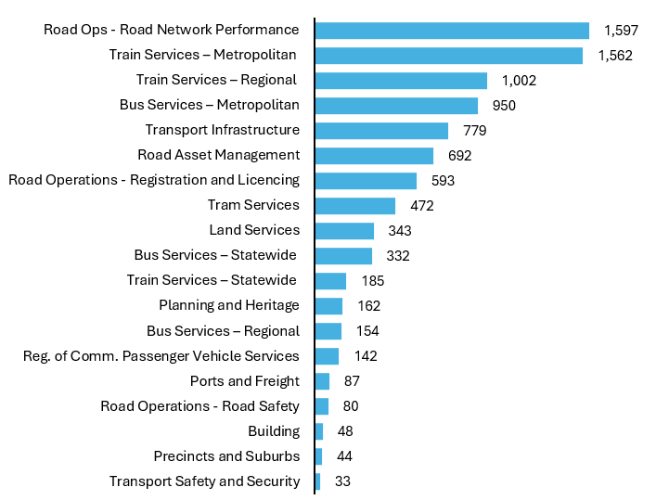 Road Ops - Road Network Performance 1,597
Train Services – Metropolitan 1,562
Train Services – Regional 1,002
Bus Services – Metropolitan 950
Transport Infrastructure 779
Road Asset Management 692
Road Operations - Registration and Licencing 593
Tram Services 472
Land Services 343
Bus Services – Statewide 332
Train Services – Statewide 185
Planning and Heritage 162
Bus Services – Regional 154
Reg. of Comm. Passenger Vehicle Services 142
Ports and Freight 87
Road Operations - Road Safety 80
Building 48
Precincts and Suburbs 44
Transport Safety and Security 33